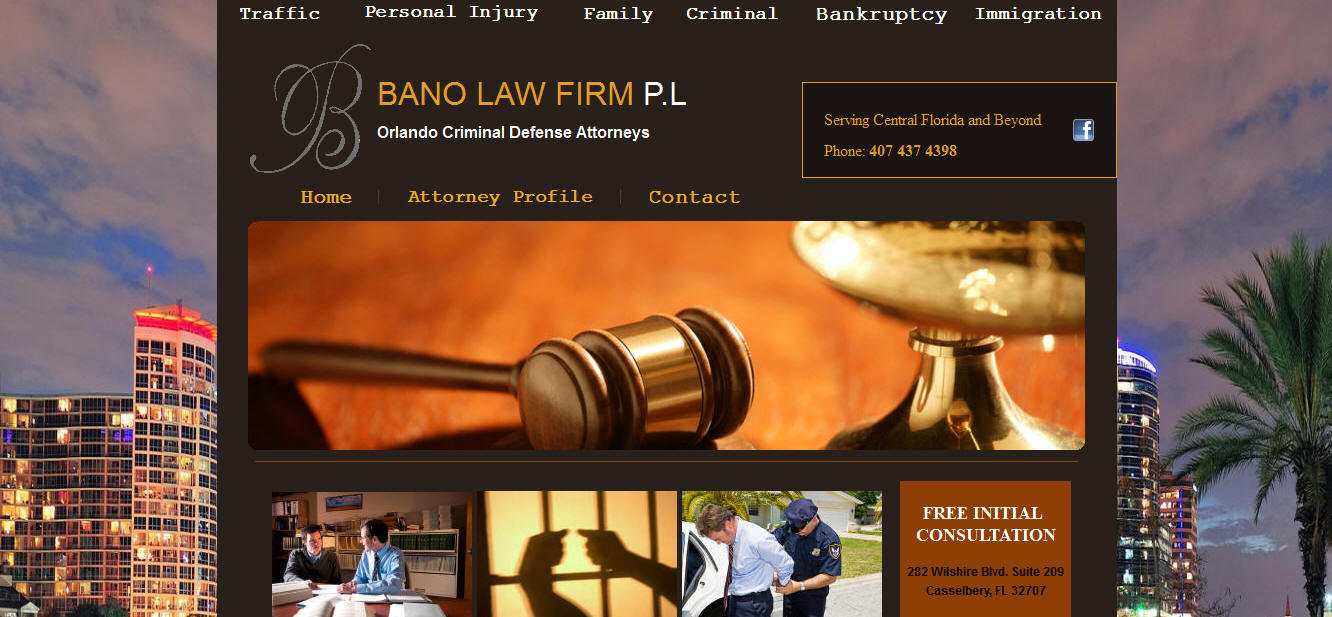 Traffic Personal Injury Family Criminal Bankruptcy Immigration
B
BANO LAW FIRM P.L
Orlando Criminal Defense Attorneys
Serving Central Florida and Beyond
Phone: 407 437 4398
f
Home Attorney Profile Contact
FREE INITIAL
CONSULTATION
282 Wilshire Blvd. Suite 209
Casselbery, FL 32707